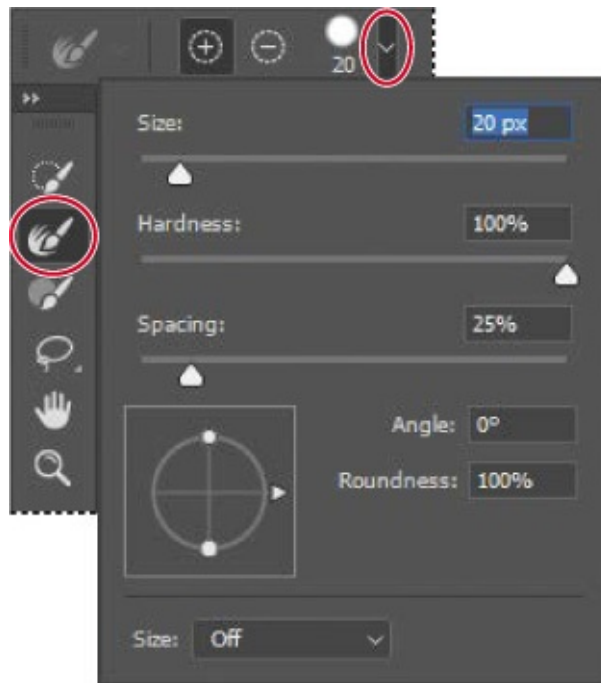 20
Size: 20 px
Hardness: 100%
Spacing: 25%
Angle: 0°
Roundness: 100%
Size: Off